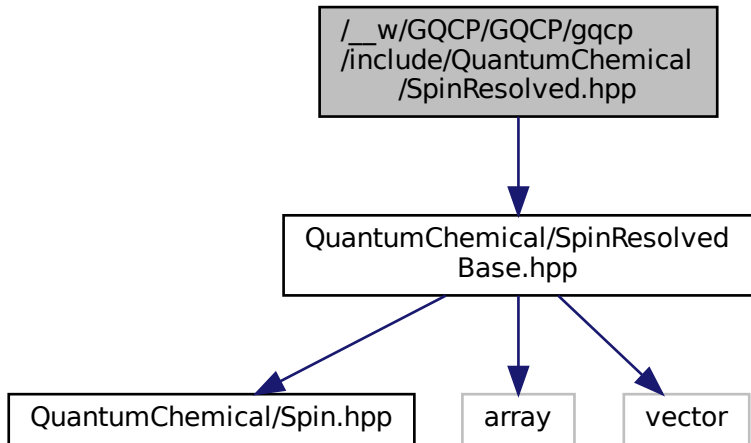 /__w/GQCP/GQCP/gqcp
/include/QuantumChemical
/SpinResolved.hpp
QuantumChemical/SpinResolved
Base.hpp
QuantumChemical/Spin.hpp
array
vector